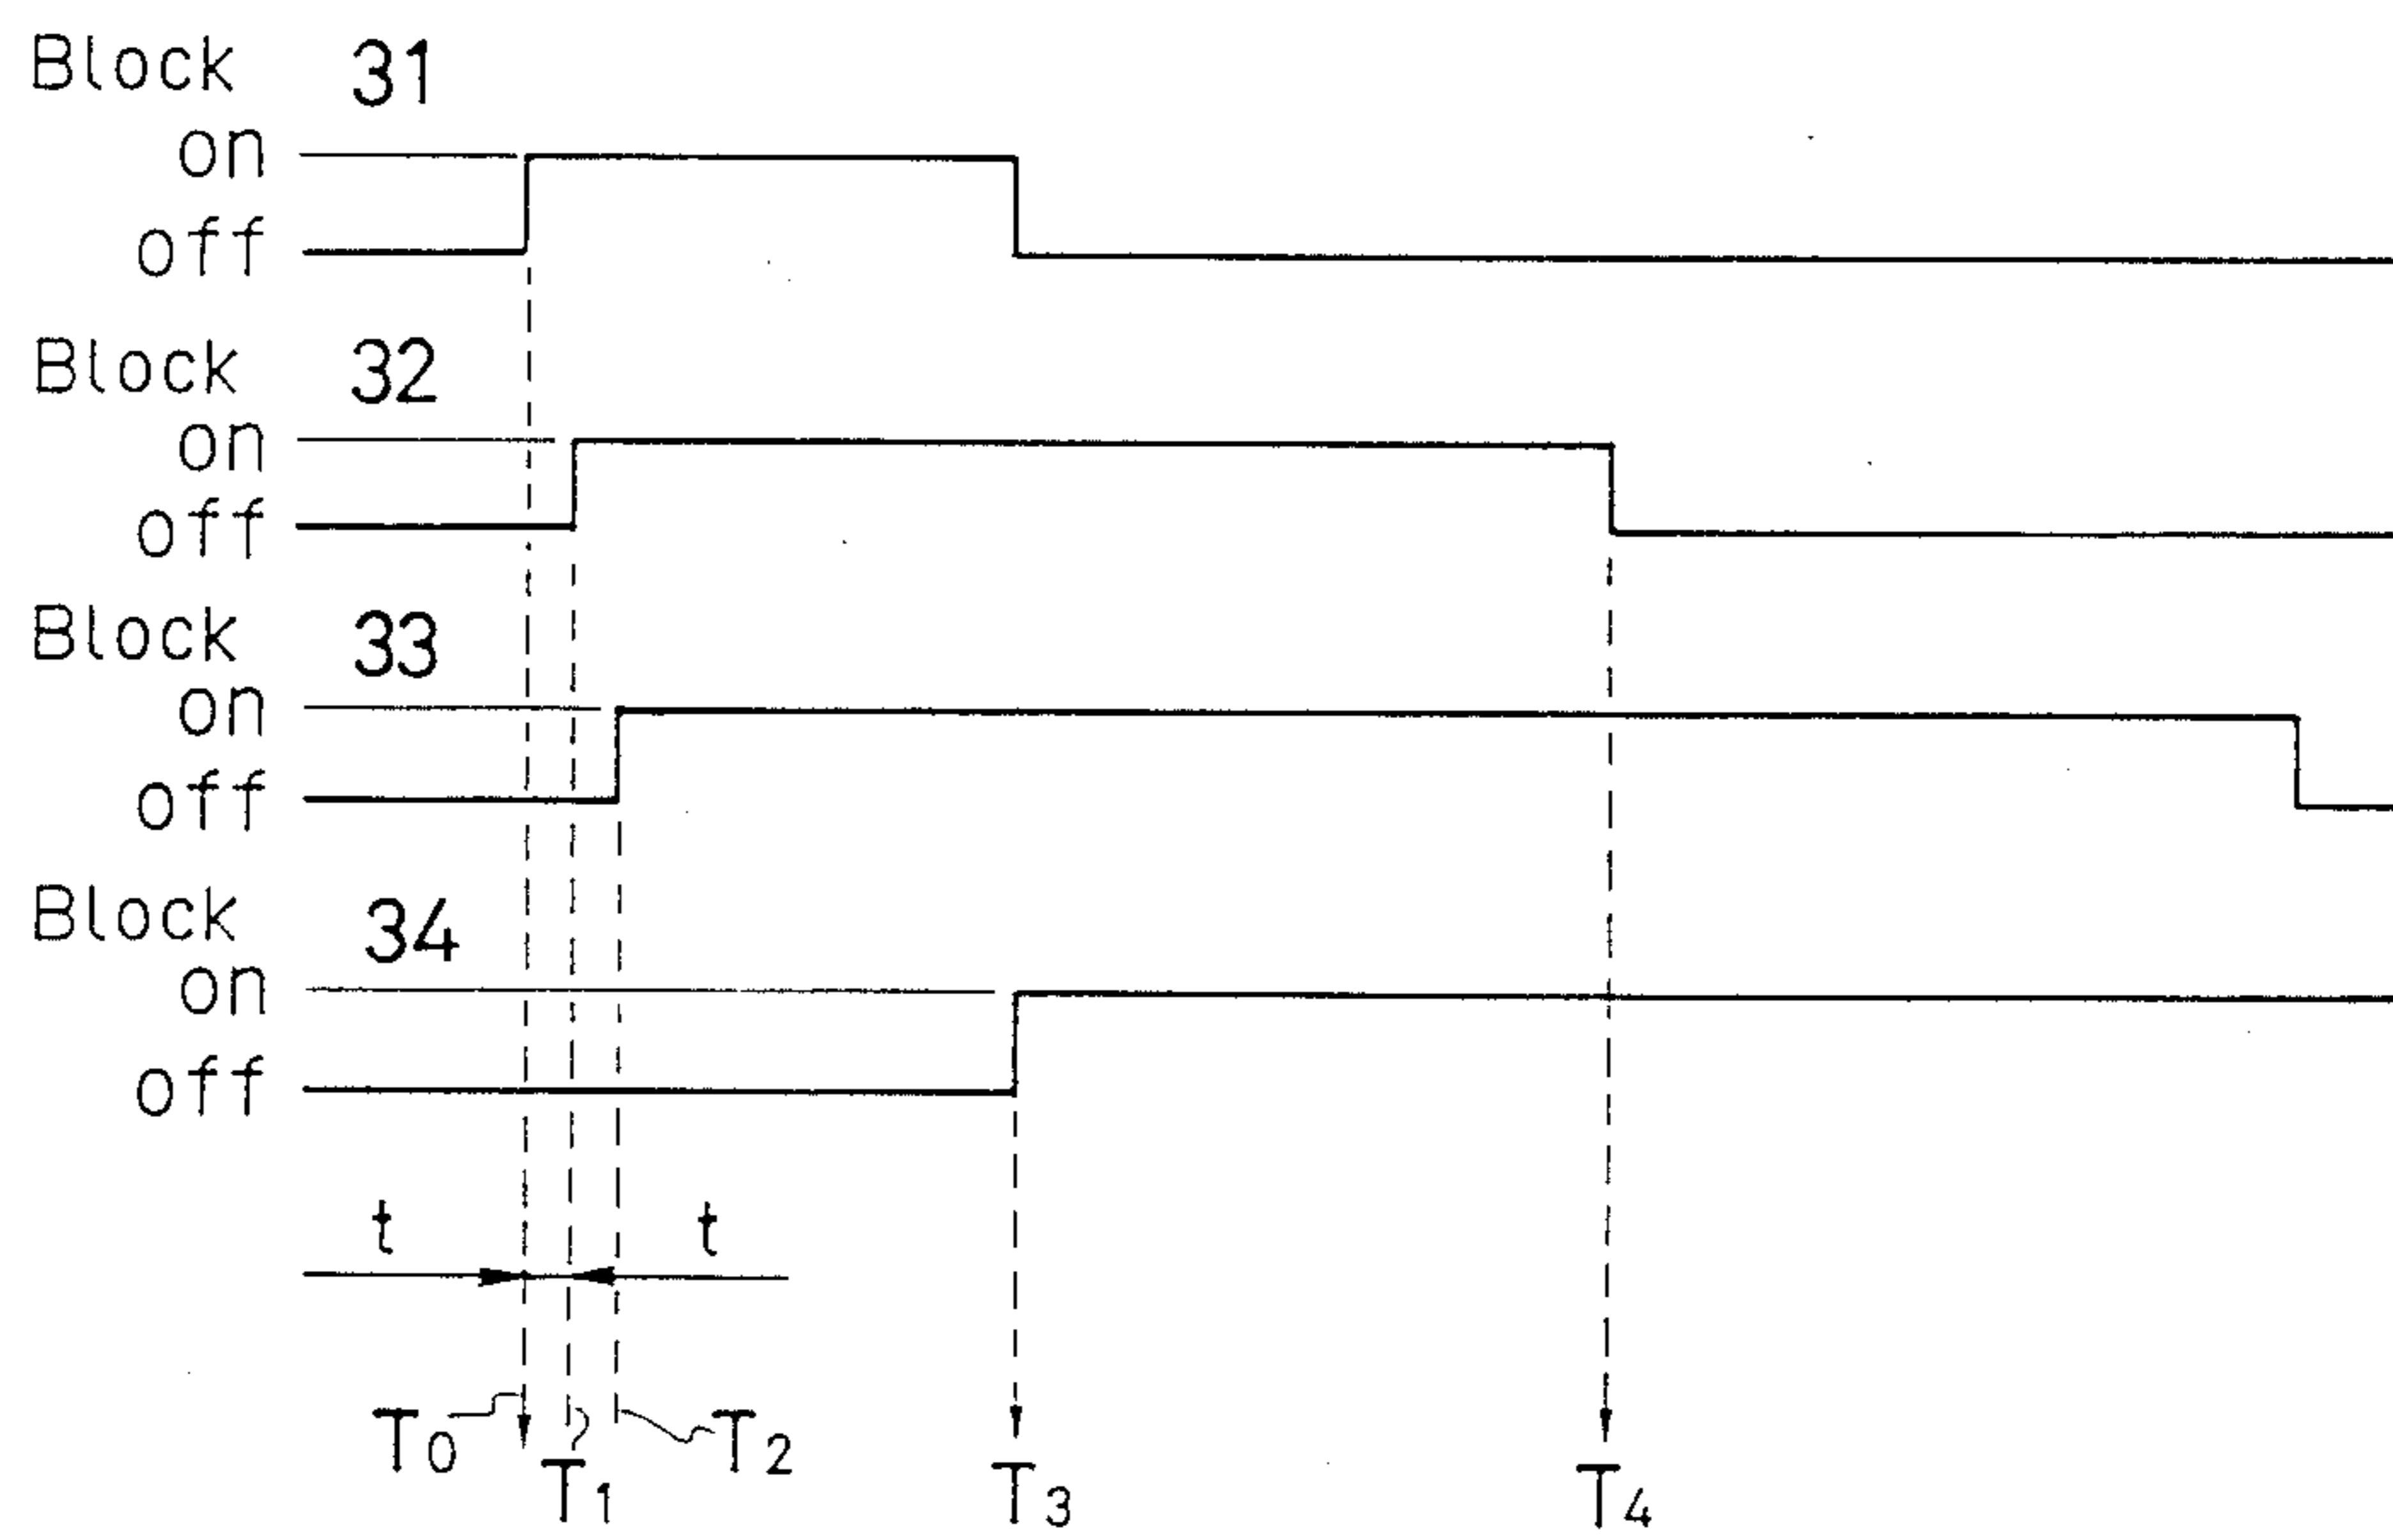 Block 31
on
off
Block 32
on
off
Block 33
on
off
Block 34
on
off
t t
T0 T1 T2 T3 T4